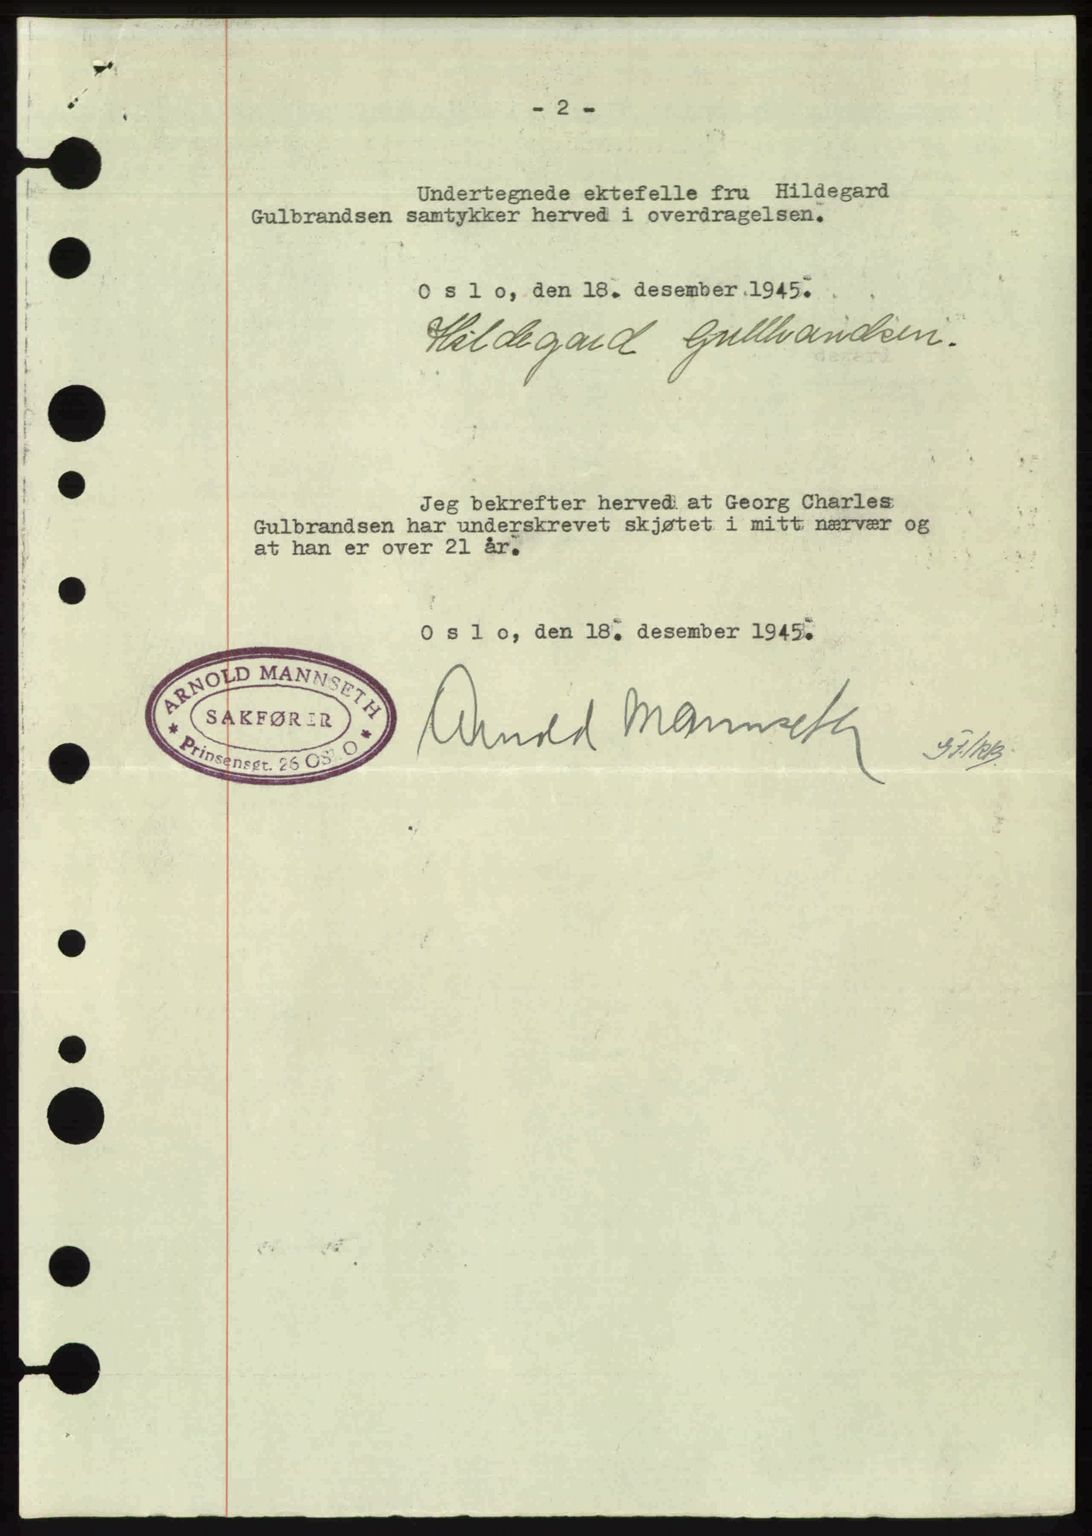 - 2 -
Undertegnede ektefelle fru Hildegard
Gulbrandsen samtykker herved i overdragelsen.
O s l o, den 18. desember 1945.
Hildegard Gulbrandsen.
Jeg bekrefter herved at Georg Charles
Gulbrandsen har underskrevet skjøtet i mitt nærvær og
at han er over 21 år.
O s l o, den 18. desember 1945.
ARNOLD MANNSETH
SAKFØRER
* Prinsensgt. 26 OSLO *
Arnold Mannseth